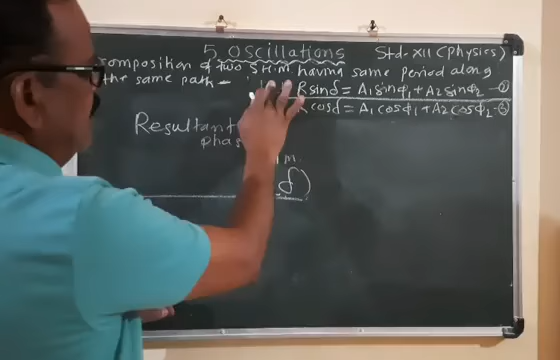 5 Oscillations Std- XII (Physics)
composition of two S H M having same period along
the same path -
R sinδ = A1 sinφ1 + A2 sinφ2 - ①
R cosδ = A1 cosφ1 + A2 cosφ2 - ②
Resultant
phas
m.
δ)